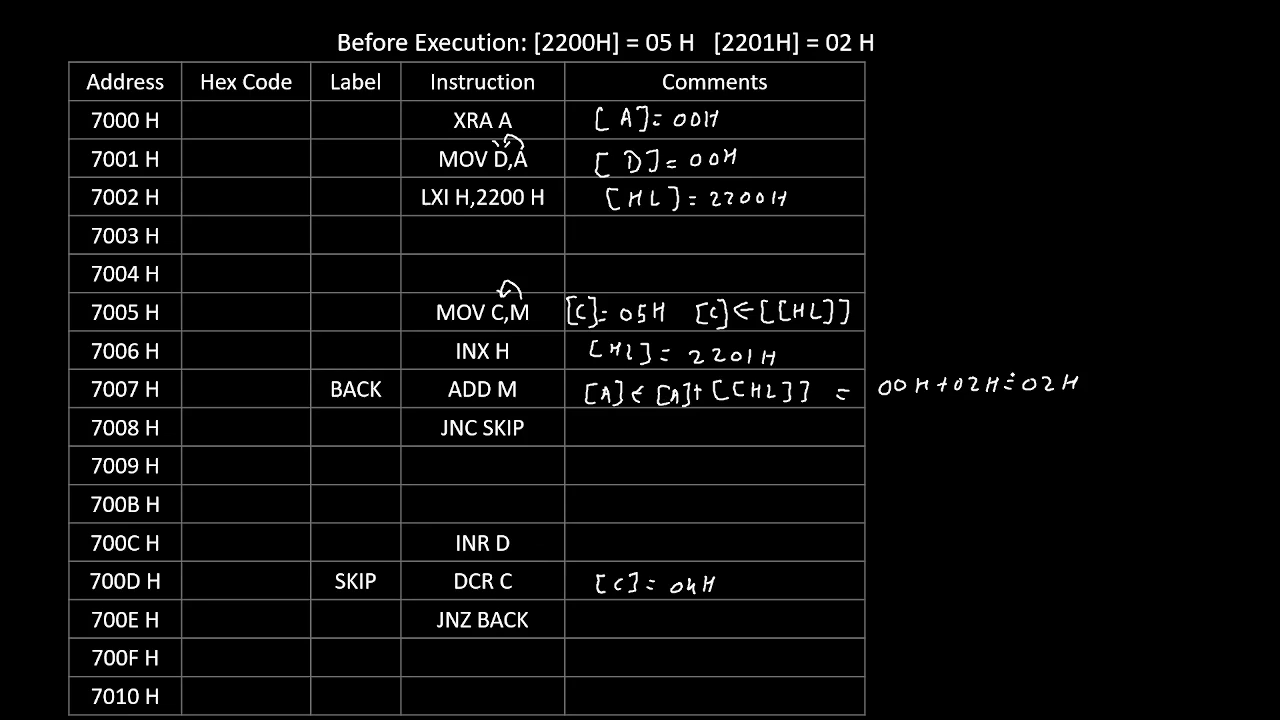 Before Execution: [2200H] = 05 H [2201H] = 02 H
Address Hex Code Label Instruction Comments
7000 H XRA A [A]=00H
7001 H MOV D,A [D]=00H
7002 H LXI H,2200 H [HL]=2200H
7003 H
7004 H
7005 H MOV C,M [C]=05H [C]←[[HL]]
7006 H INX H [HL]=2201H
7007 H BACK ADD M [A]←[A]+[[HL]] = 00H+02H=02H
7008 H JNC SKIP
7009 H
700B H
700C H INR D
700D H SKIP DCR C [C]=04H
700E H JNZ BACK
700F H
7010 H